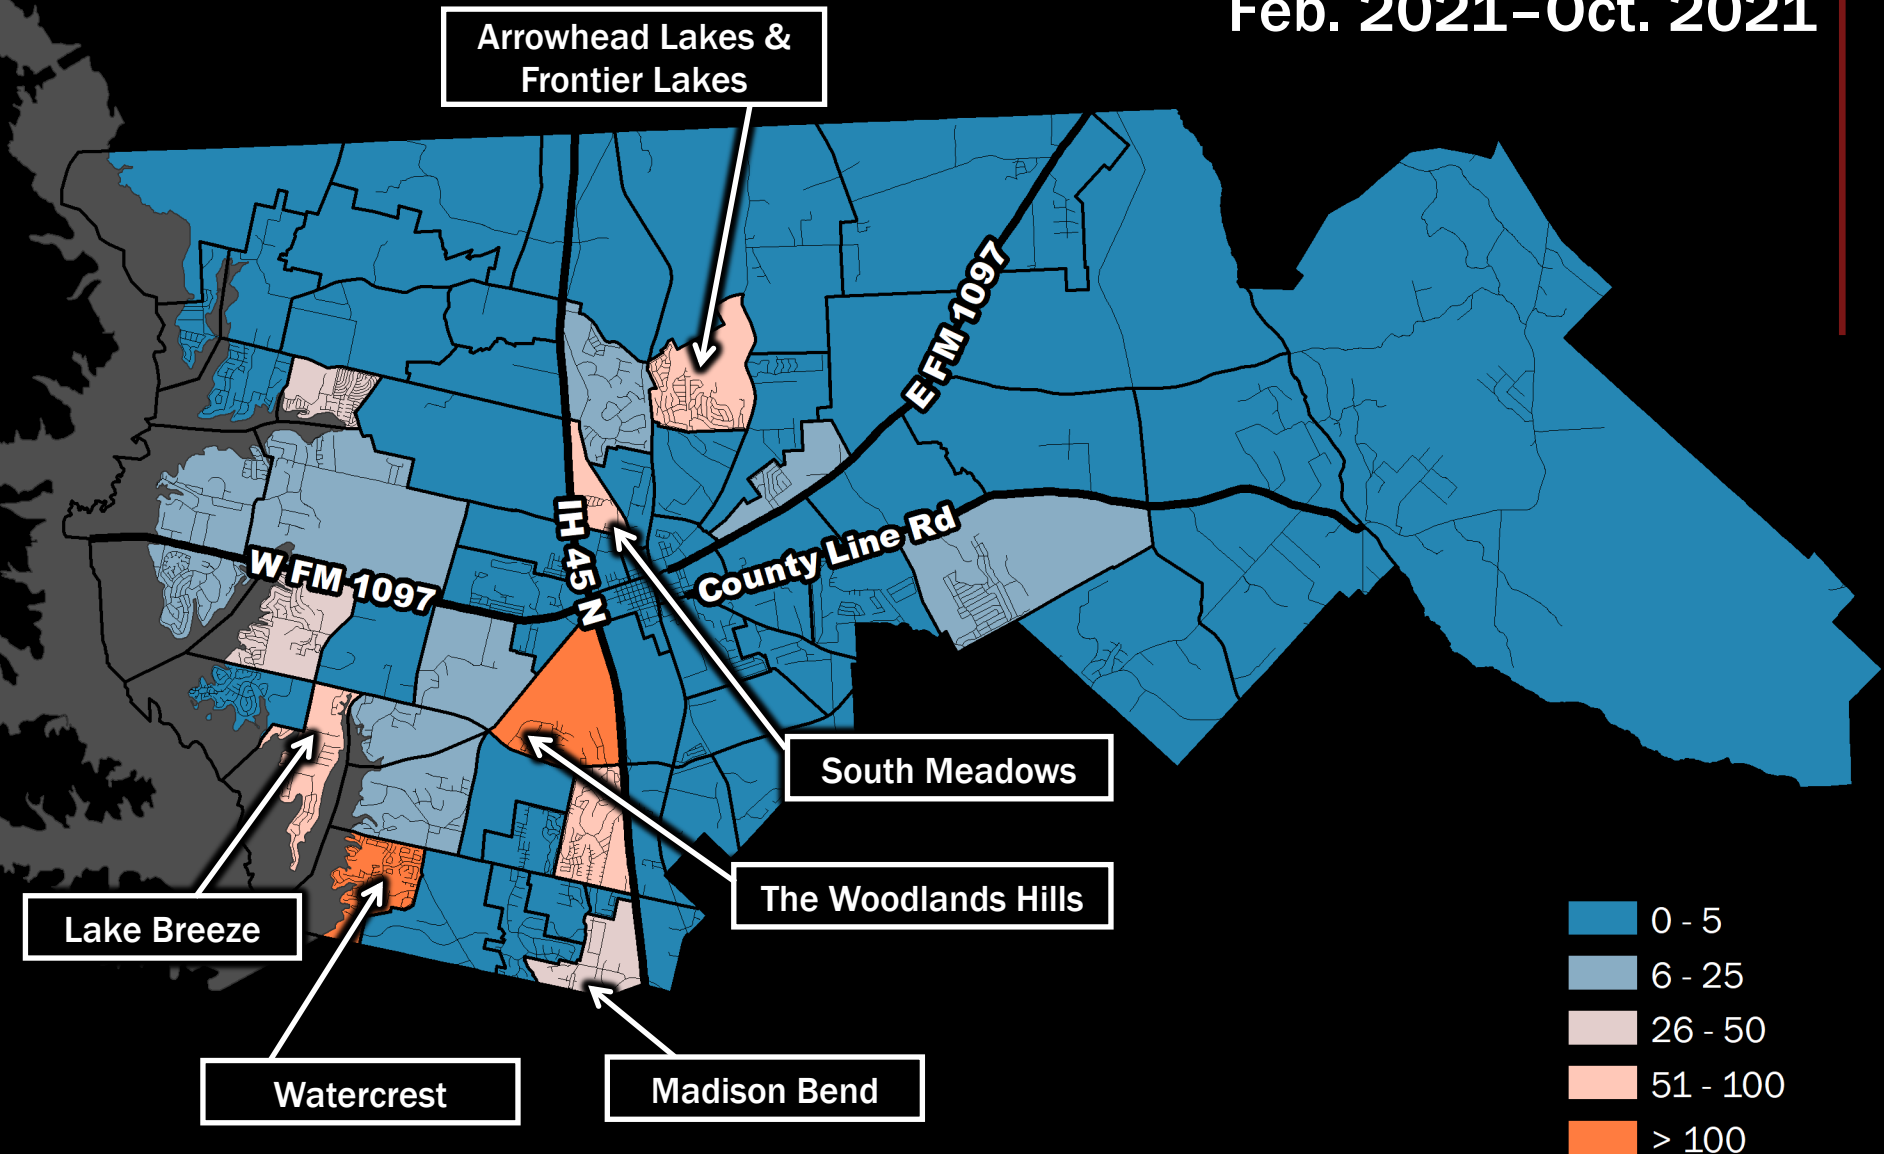 Feb. 2021–Oct. 2021
Arrowhead Lakes &
Frontier Lakes
E FM 1097
IH 45 N
County Line Rd
W FM 1097
South Meadows
The Woodlands Hills
Lake Breeze
Watercrest
Madison Bend
0 - 5
6 - 25
26 - 50
51 - 100
> 100